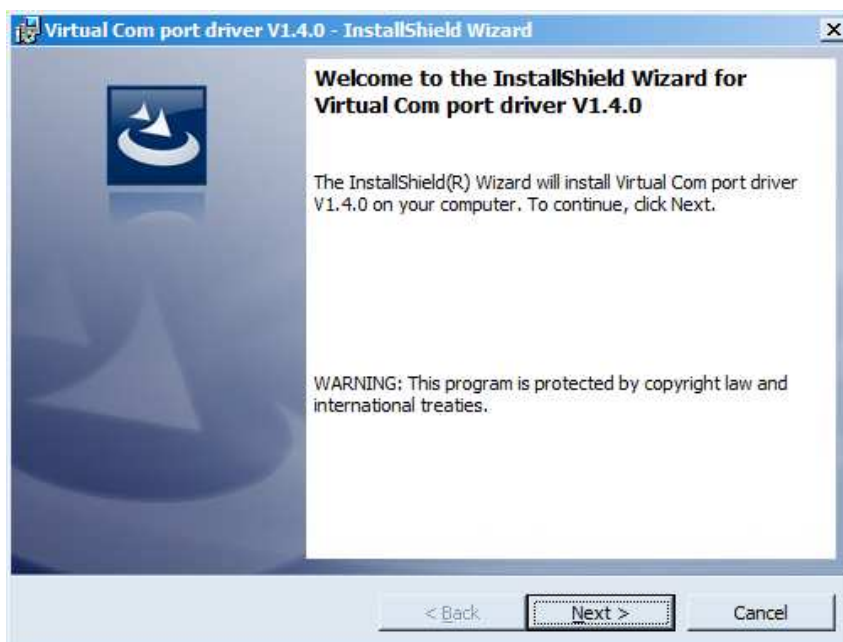 Virtual Com port driver V1.4.0 - InstallShield Wizard
Welcome to the InstallShield Wizard for
Virtual Com port driver V1.4.0
The InstallShield(R) Wizard will install Virtual Com port driver
V1.4.0 on your computer. To continue, click Next.
WARNING: This program is protected by copyright law and
international treaties.
< Back
Next >
Cancel